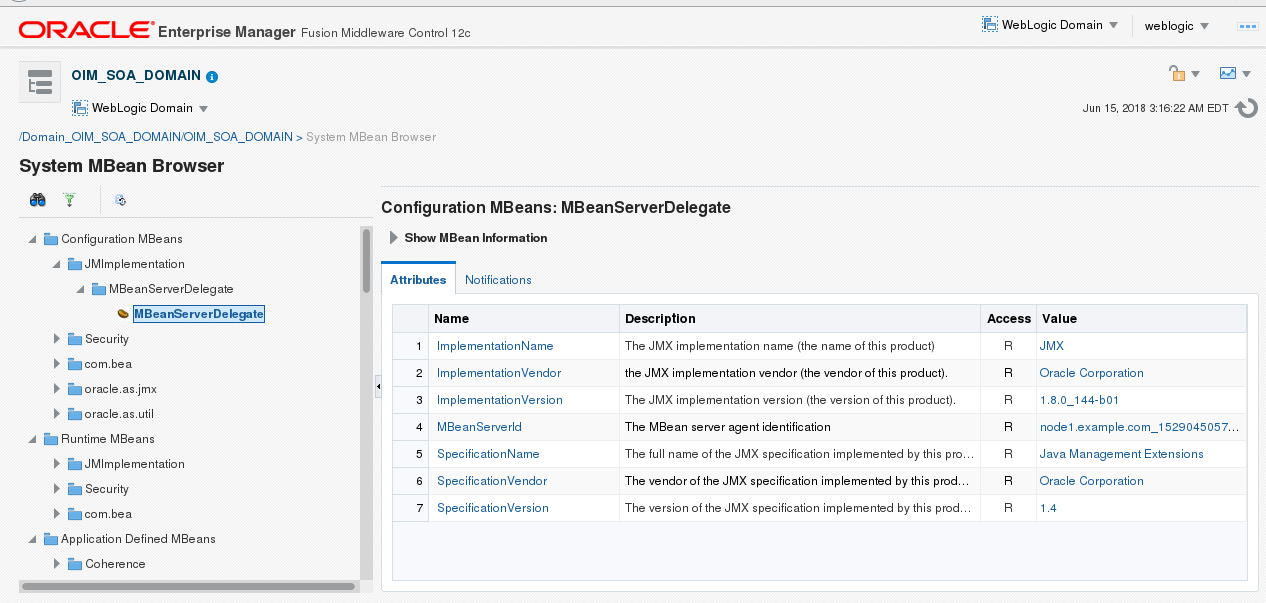 ORACLE Enterprise Manager Fusion Middleware Control 12c
WebLogic Domain weblogic
OIM_SOA_DOMAIN
WebLogic Domain
Jun 15, 2018 3:16:22 AM EDT
/Domain_OIM_SOA_DOMAIN/OIM_SOA_DOMAIN > System MBean Browser
System MBean Browser
Configuration MBeans
JMImplementation
MBeanServerDelegate
MBeanServerDelegate
Security
com.bea
oracle.as.jmx
oracle.as.util
Runtime MBeans
JMImplementation
Security
com.bea
Application Defined MBeans
Coherence
Configuration MBeans: MBeanServerDelegate
Show MBean Information
Attributes Notifications
Name Description Access Value
1 ImplementationName The JMX implementation name (the name of this product) R JMX
2 ImplementationVendor the JMX implementation vendor (the vendor of this product). R Oracle Corporation
3 ImplementationVersion The JMX implementation version (the version of this product). R 1.8.0_144-b01
4 MBeanServerId The MBean server agent identification R node1.example.com_1529045057...
5 SpecificationName The full name of the JMX specification implemented by this pro... R Java Management Extensions
6 SpecificationVendor The vendor of the JMX specification implemented by this prod... R Oracle Corporation
7 SpecificationVersion The version of the JMX specification implemented by this prod... R 1.4